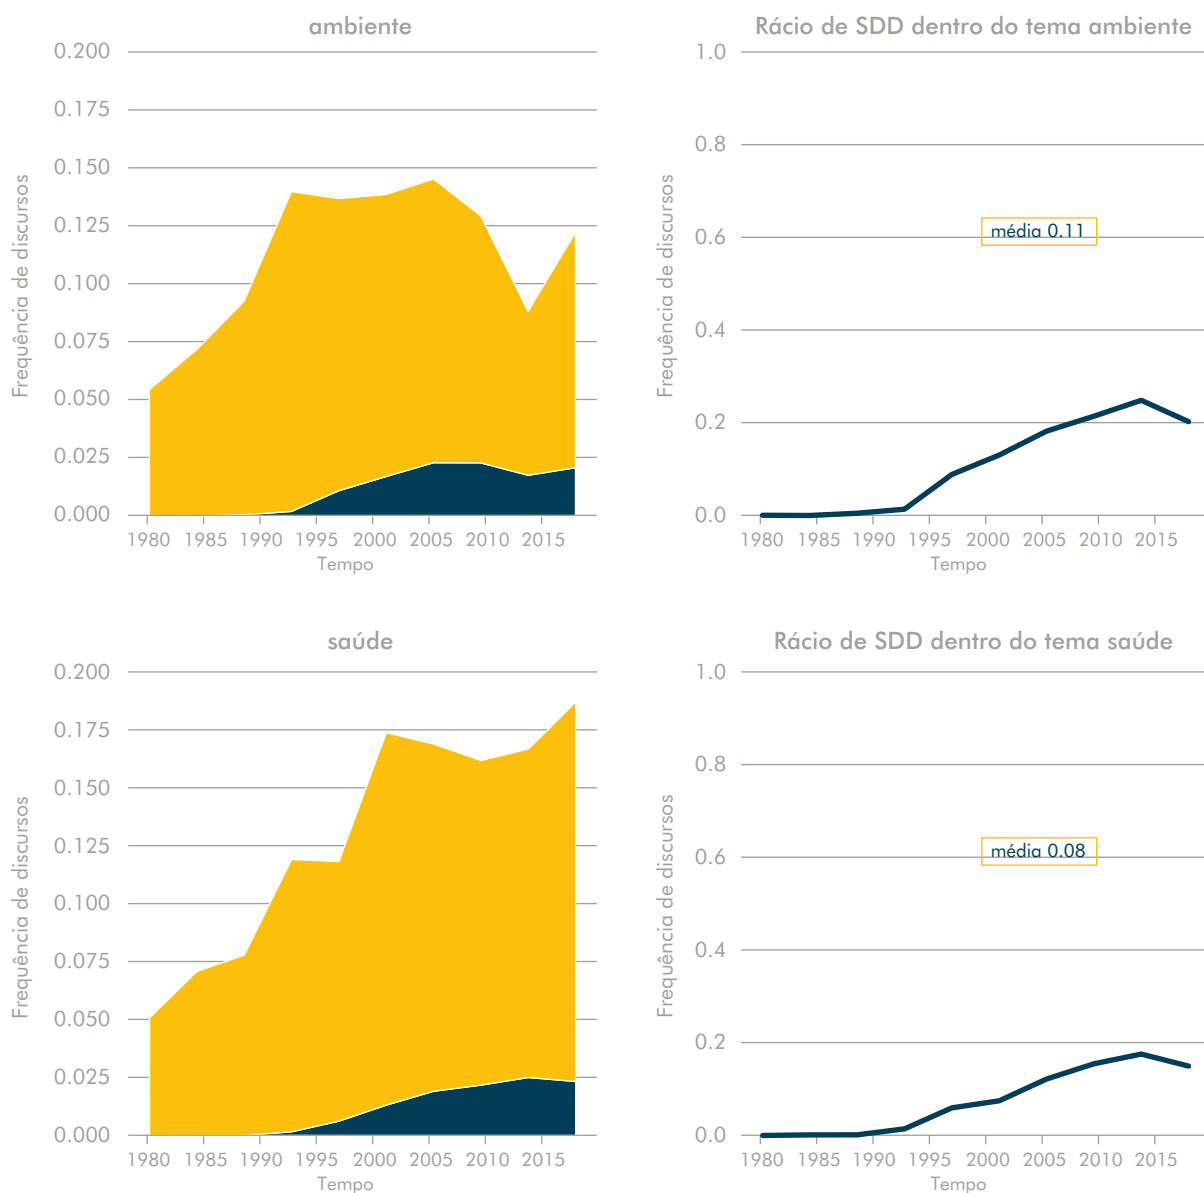 ambiente
Frequência de discursos
0.200
0.175
0.150
0.125
0.100
0.075
0.050
0.025
0.000
1980 1985 1990 1995 2000 2005 2010 2015
Tempo
Rácio de SDD dentro do tema ambiente
Frequência de discursos
1.0
0.8
0.6
0.4
0.2
0.0
média 0.11
1980 1985 1990 1995 2000 2005 2010 2015
Tempo
saúde
Frequência de discursos
0.200
0.175
0.150
0.125
0.100
0.075
0.050
0.025
0.000
1980 1985 1990 1995 2000 2005 2010 2015
Tempo
Rácio de SDD dentro do tema saúde
Frequência de discursos
1.0
0.8
0.6
0.4
0.2
0.0
média 0.08
1980 1985 1990 1995 2000 2005 2010 2015
Tempo